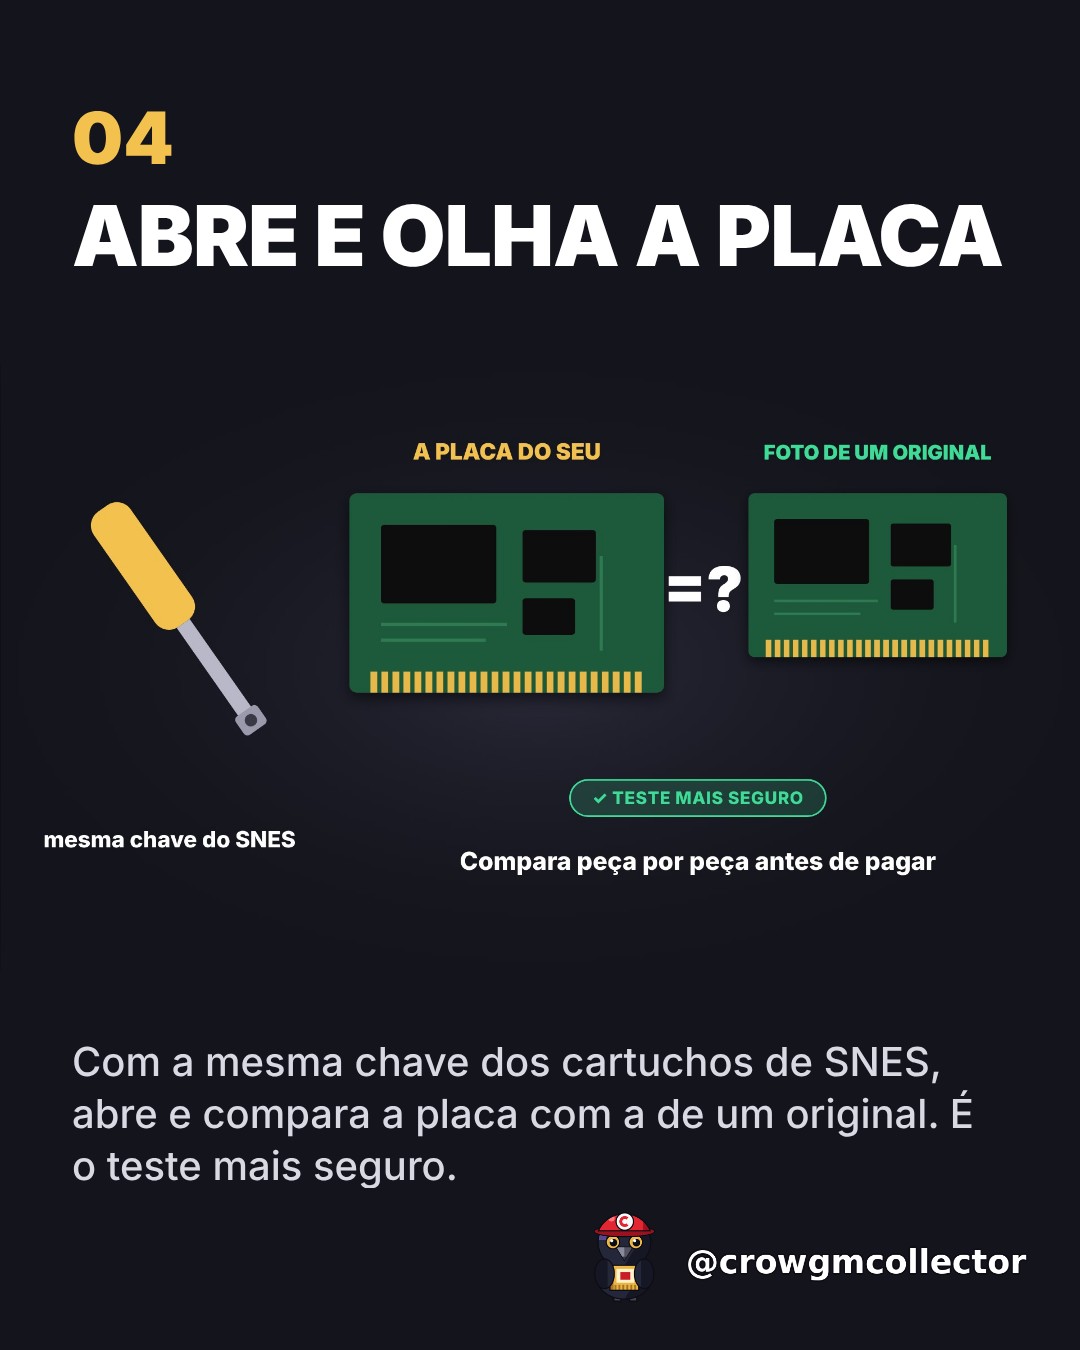 04
ABRE E OLHA A PLACA
A PLACA DO SEU
FOTO DE UM ORIGINAL
=?
✓ TESTE MAIS SEGURO
mesma chave do SNES
Compara peça por peça antes de pagar
Com a mesma chave dos cartuchos de SNES,
abre e compara a placa com a de um original. É
o teste mais seguro.
C
@crowgmcollector